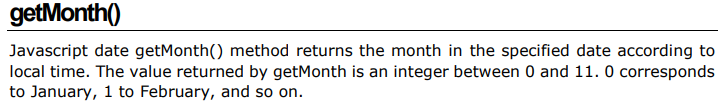 getMonth()
Javascript date getMonth() method returns the month in the specified date according to
local time. The value returned by getMonth is an integer between 0 and 11. 0 corresponds
to January, 1 to February, and so on.